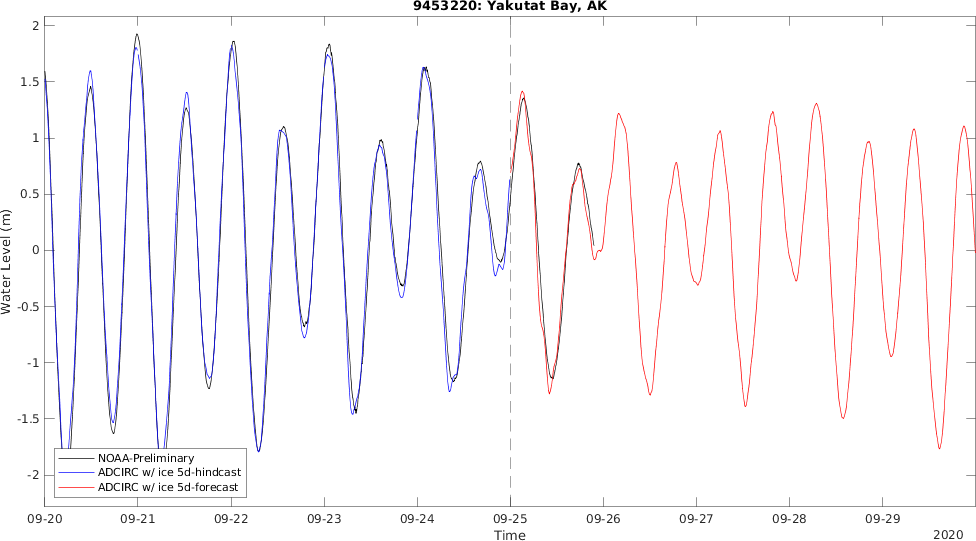 9453220: Yakutat Bay, AK
Water Level (m)
2
1.5
1
0.5
0
-0.5
-1
-1.5
-2
NOAA-Preliminary
ADCIRC w/ ice 5d-hindcast
ADCIRC w/ ice 5d-forecast
09-20 09-21 09-22 09-23 09-24 09-25 09-26 09-27 09-28 09-29
Time
2020